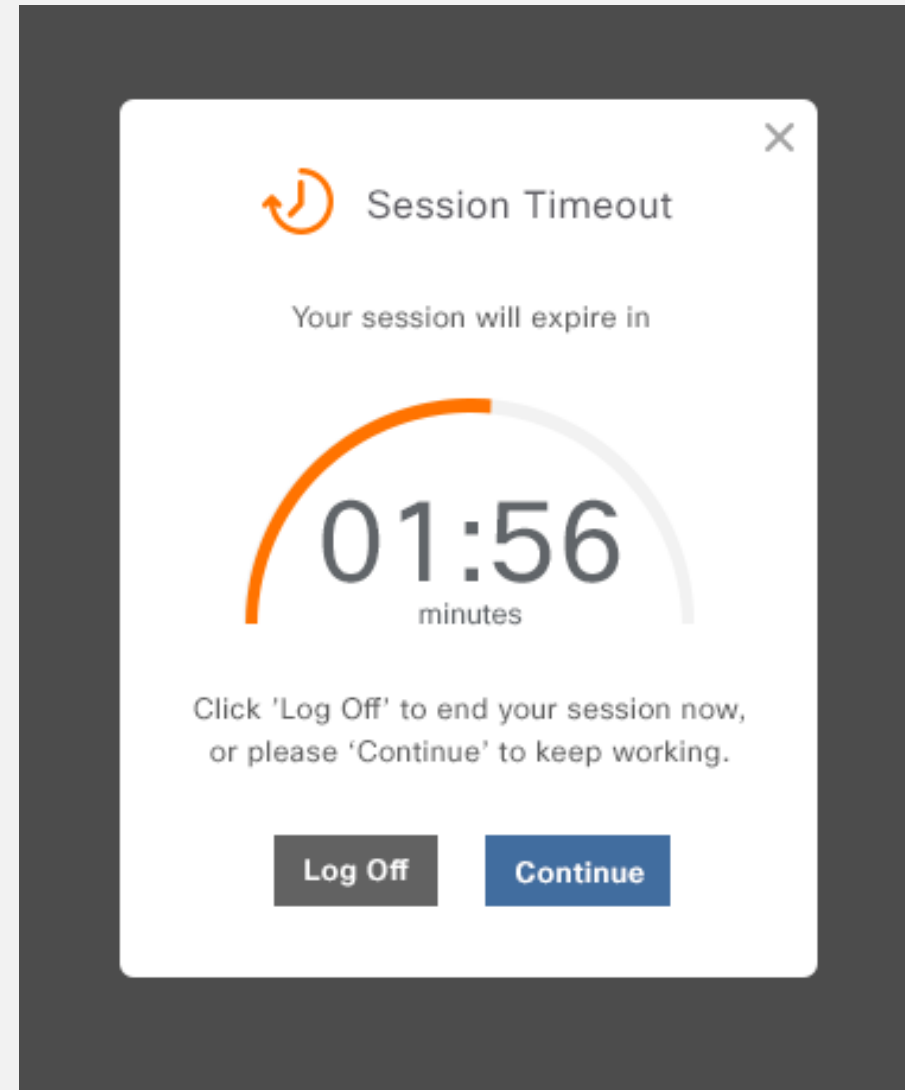 Session Timeout
Your session will expire in
01:56
minutes
Click 'Log Off' to end your session now,
or please ‘Continue’ to keep working.
Log Off
Continue